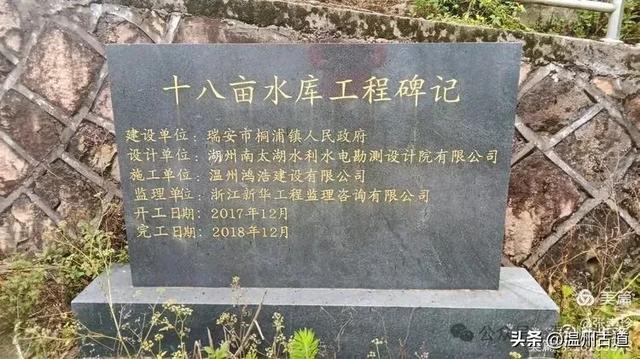 十八亩水库工程碑记
建设单位：瑞安市桐浦镇人民政府
设计单位：湖州南太湖水利水电勘测设计院有限公司
施工单位：温州鸿浩建设有限公司
监理单位：浙江新华工程监理咨询有限公司
开工日期：2017年12月
完工日期：2018年12月
美篇
头条 @温州古道